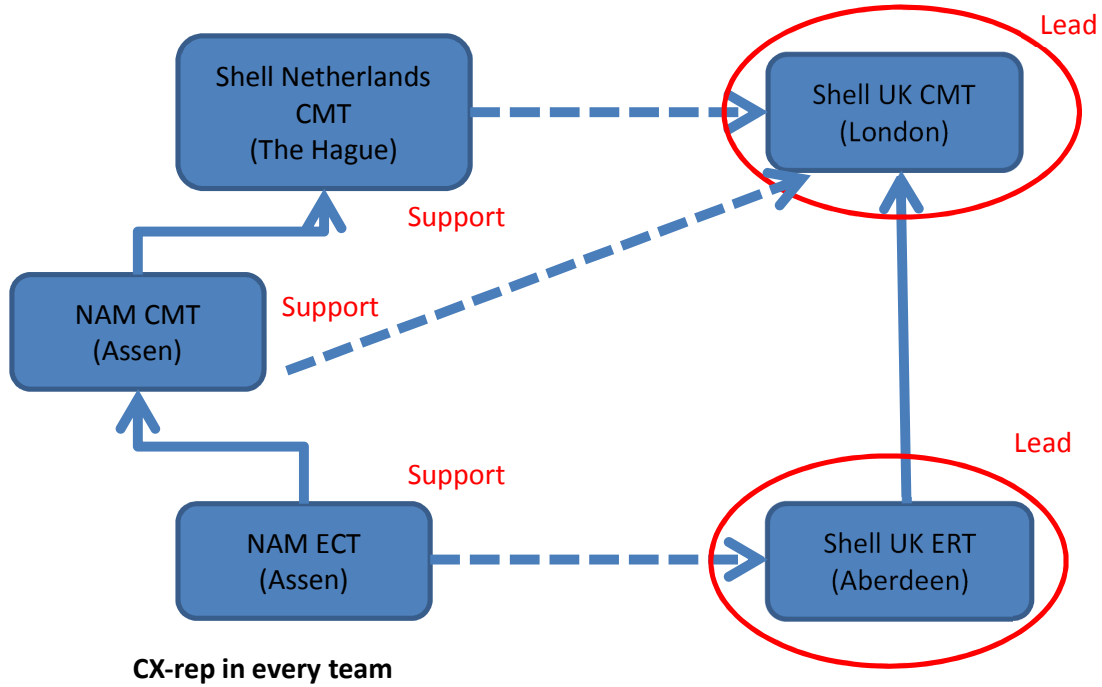 Lead
Shell Netherlands
CMT
(The Hague)
Shell UK CMT
(London)
Support
NAM CMT
(Assen)
Support
Lead
Support
NAM ECT
(Assen)
Shell UK ERT
(Aberdeen)
CX-rep in every team